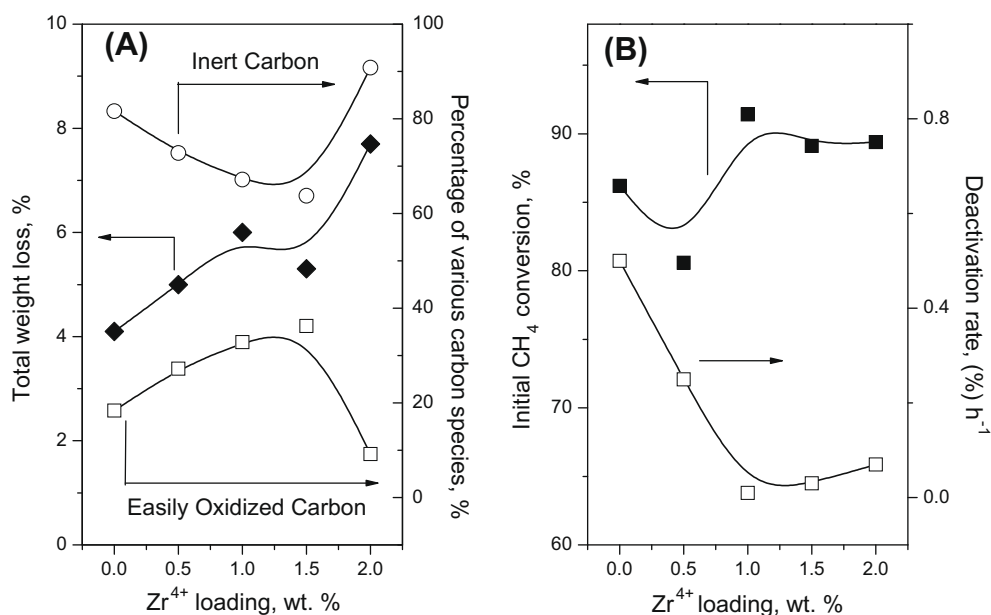 (A)
Inert Carbon
Easily Oxidized Carbon
Total weight loss, %
10
8
6
4
2
0
Percentage of various carbon species, %
100
80
60
40
20
0
0.0 0.5 1.0 1.5 2.0
Zr⁴⁺ loading, wt. %
(B)
Initial CH₄ conversion, %
90
80
70
60
Deactivation rate, (%) h⁻¹
0.8
0.4
0.0
0.0 0.5 1.0 1.5 2.0
Zr⁴⁺ loading, wt. %